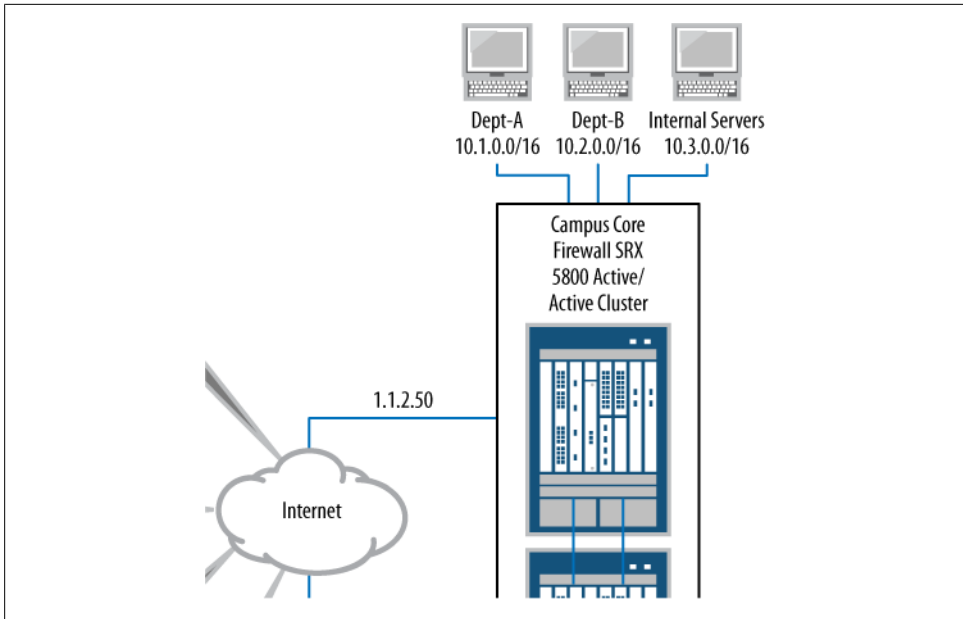 Dept-A
10.1.0.0/16
Dept-B
10.2.0.0/16
Internal Servers
10.3.0.0/16
Campus Core
Firewall SRX
5800 Active/
Active Cluster
1.1.2.50
Internet